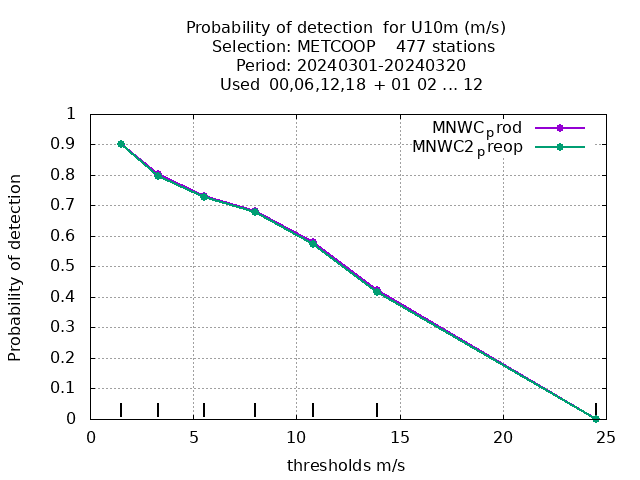 Probability of detection for U10m (m/s)
Selection: METCOOP 477 stations
Period: 20240301-20240320
Used 00,06,12,18 + 01 02 ... 12
MNWCprod
MNWC2preop
1
0.9
0.8
0.7
0.6
0.5
0.4
0.3
0.2
0.1
0
Probability of detection
0 5 10 15 20 25
thresholds m/s